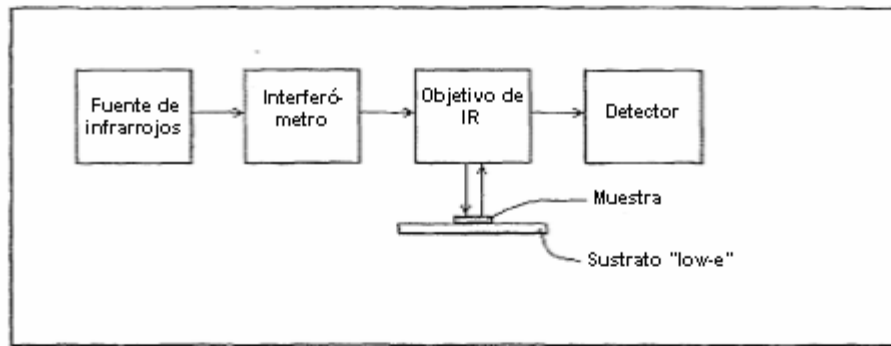 Fuente de
infrarrojos
Interferó-
metro
Objetivo de
IR
Detector
Muestra
Sustrato "low-e"